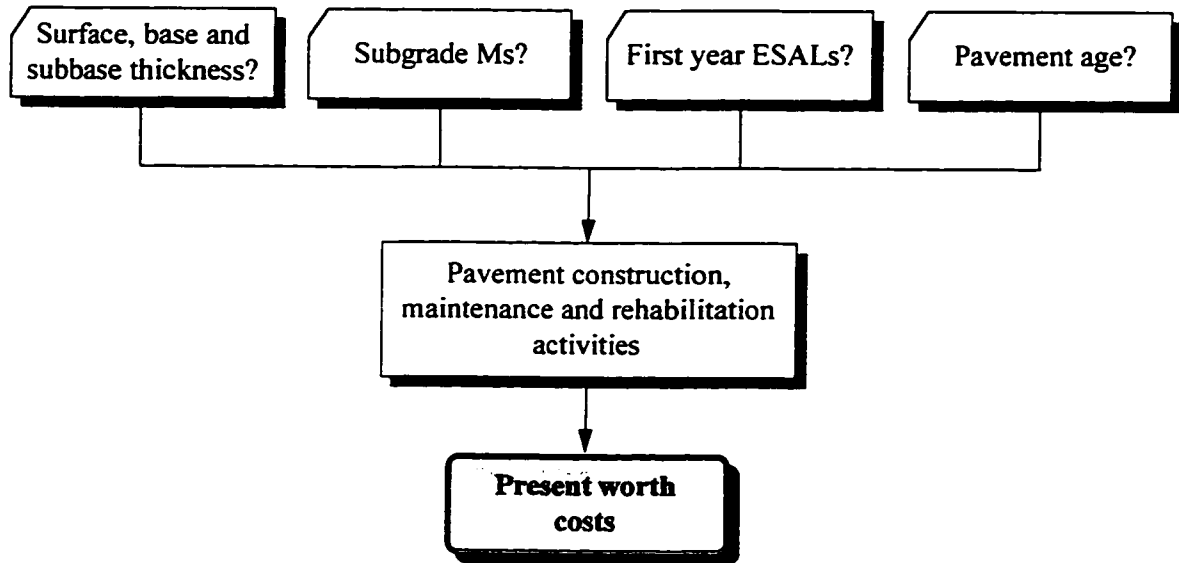 Surface, base and
subbase thickness?
Subgrade Ms?
First year ESALs?
Pavement age?
Pavement construction,
maintenance and rehabilitation
activities
Present worth
costs